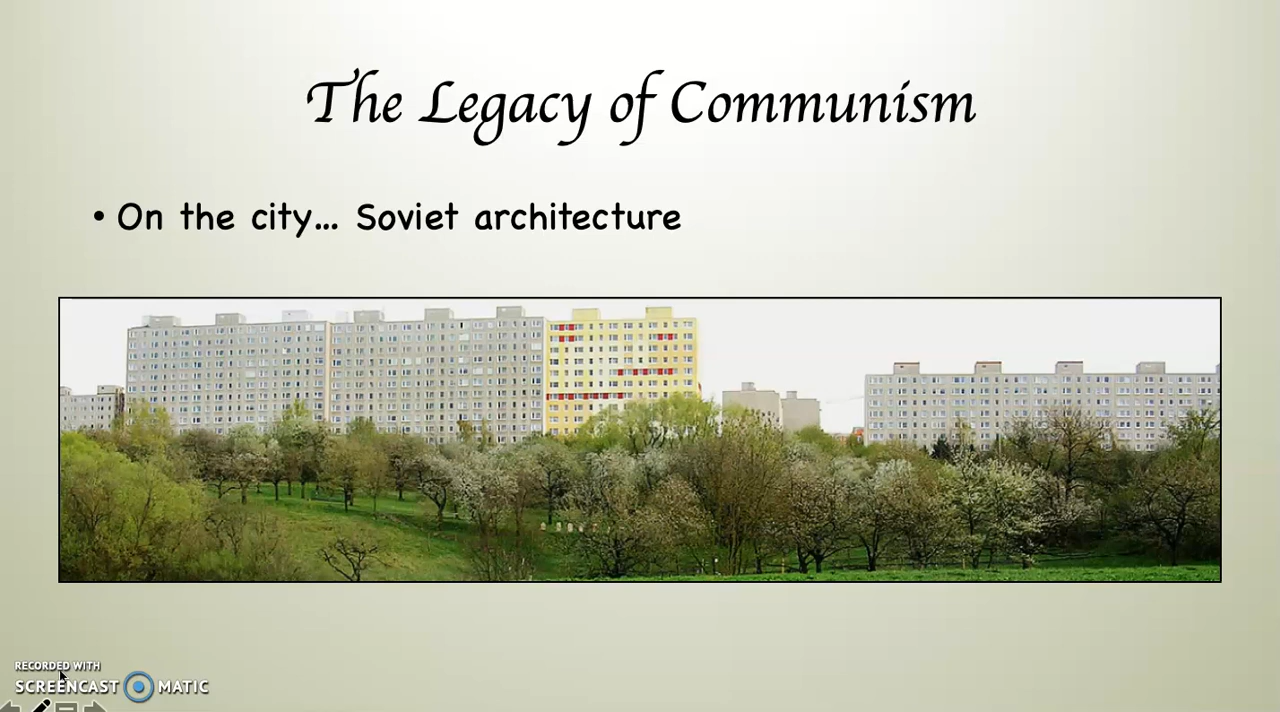 The Legacy of Communism
• On the city... Soviet architecture
RECORDED WITH
SCREENCAST MATIC